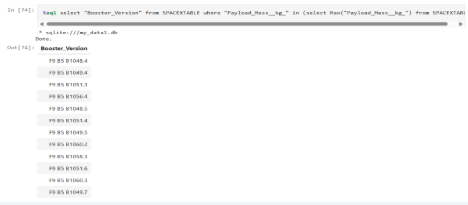 In [74]: %sql select "Booster_Version" from SPACEXTABLE where "Payload_Mass__kg_" in (select Max("Payload_Mass__kg_") from SPACEXTABL
* sqlite:///my_data1.db
Done.
Out[74]: Booster_Version
F9 B5 B1048.4
F9 B5 B1049.4
F9 B5 B1051.3
F9 B5 B1056.4
F9 B5 B1048.5
F9 B5 B1051.4
F9 B5 B1049.5
F9 B5 B1060.2
F9 B5 B1058.3
F9 B5 B1051.6
F9 B5 B1060.3
F9 B5 B1049.7